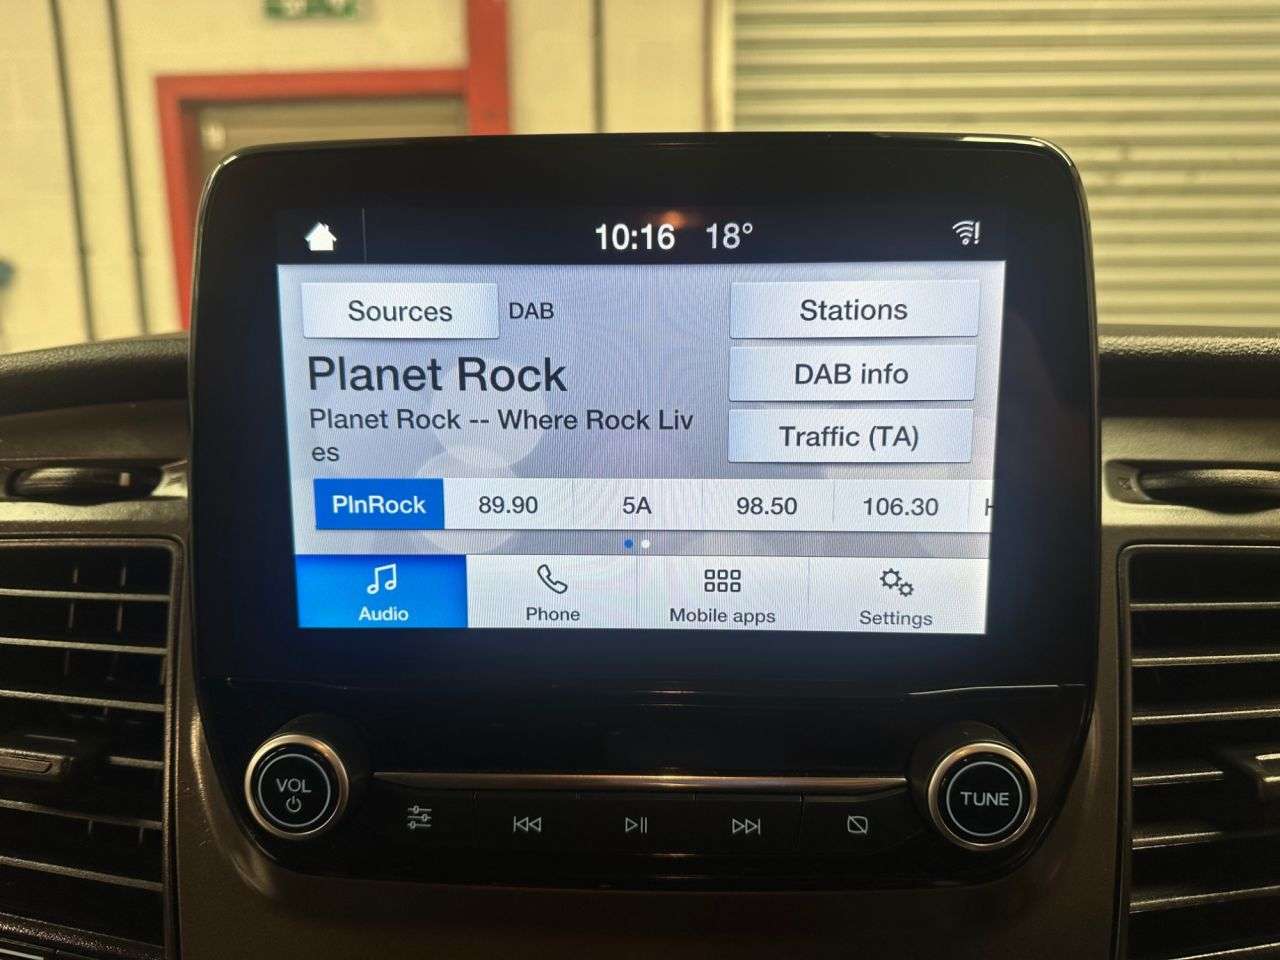 10:16 18°
Sources DAB Stations
Planet Rock
DAB info
Planet Rock -- Where Rock Liv
es
Traffic (TA)
PlnRock 89.90 5A 98.50 106.30
Audio Phone Mobile apps Settings
VOL TUNE